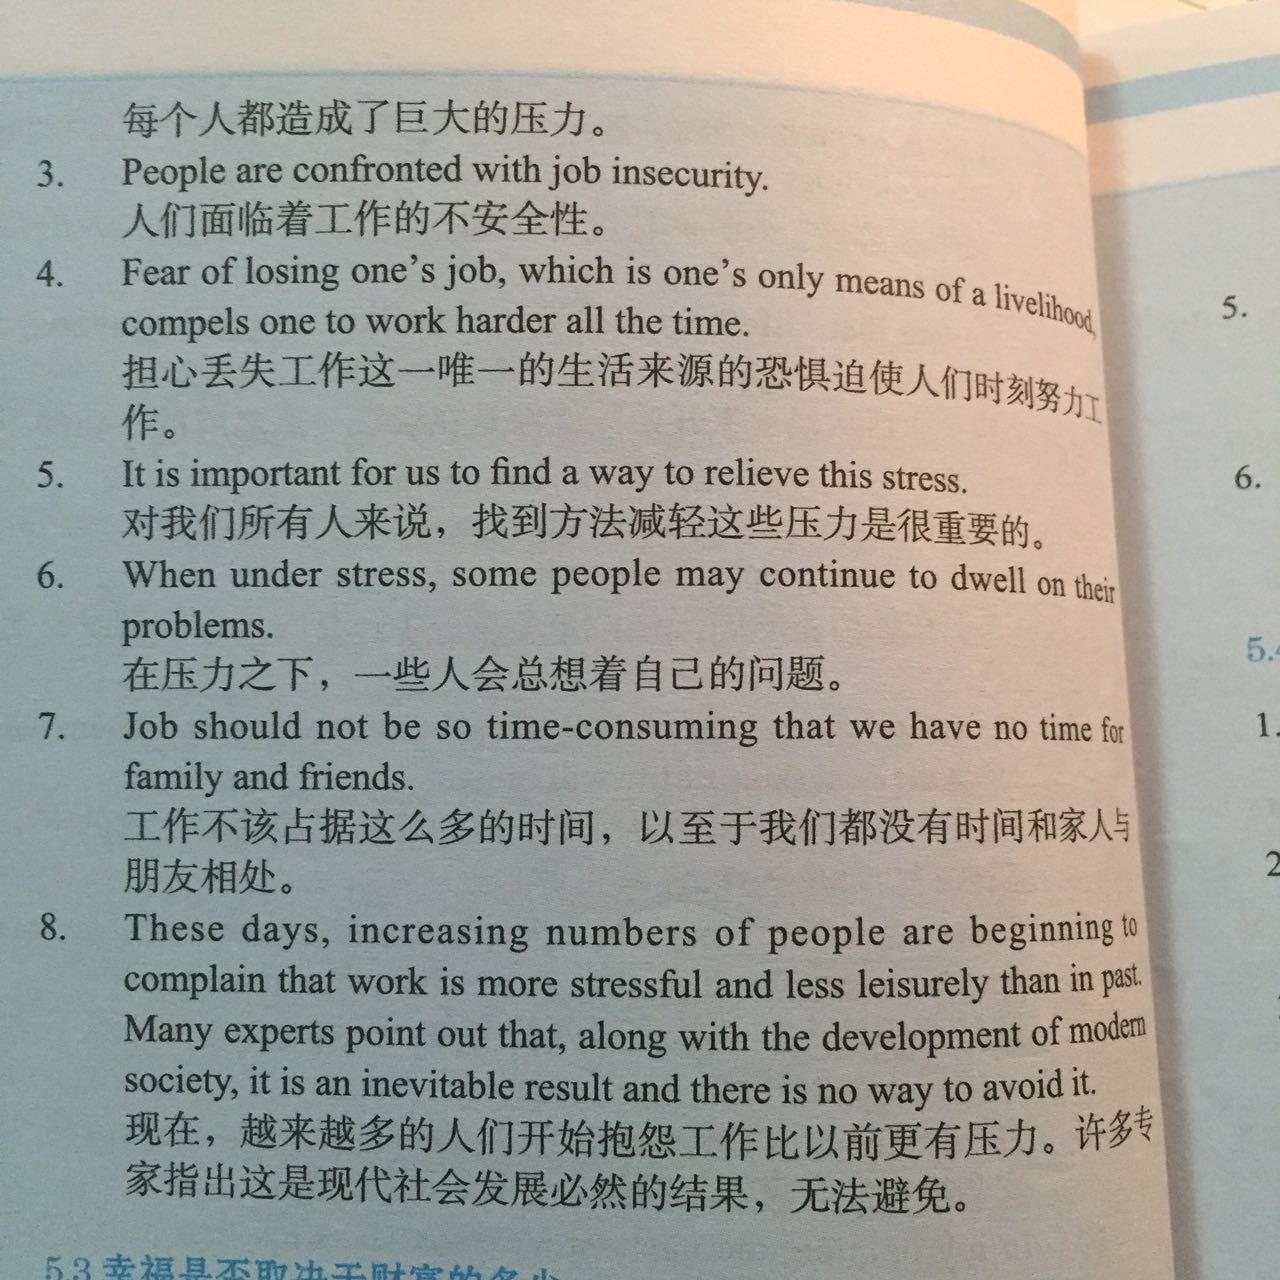 每个人都造成了巨大的压力。
3. People are confronted with job insecurity.
人们面临着工作的不安全性。
4. Fear of losing one's job, which is one's only means of a livelihood,
compels one to work harder all the time.
担心丢失工作这一唯一的生活来源的恐惧迫使人们时刻努力工
作。
5. It is important for us to find a way to relieve this stress.
对我们所有人来说，找到方法减轻这些压力是很重要的。
6. When under stress, some people may continue to dwell on their
problems.
在压力之下，一些人会总想着自己的问题。
7. Job should not be so time-consuming that we have no time for
family and friends.
工作不该占据这么多的时间，以至于我们都没有时间和家人与
朋友相处。
8. These days, increasing numbers of people are beginning to
complain that work is more stressful and less leisurely than in past.
Many experts point out that, along with the development of modern
society, it is an inevitable result and there is no way to avoid it.
现在，越来越多的人们开始抱怨工作比以前更有压力。许多专
家指出这是现代社会发展必然的结果，无法避免。
5.3 幸福是否取决于财富的多少
5.
6.
1.
2